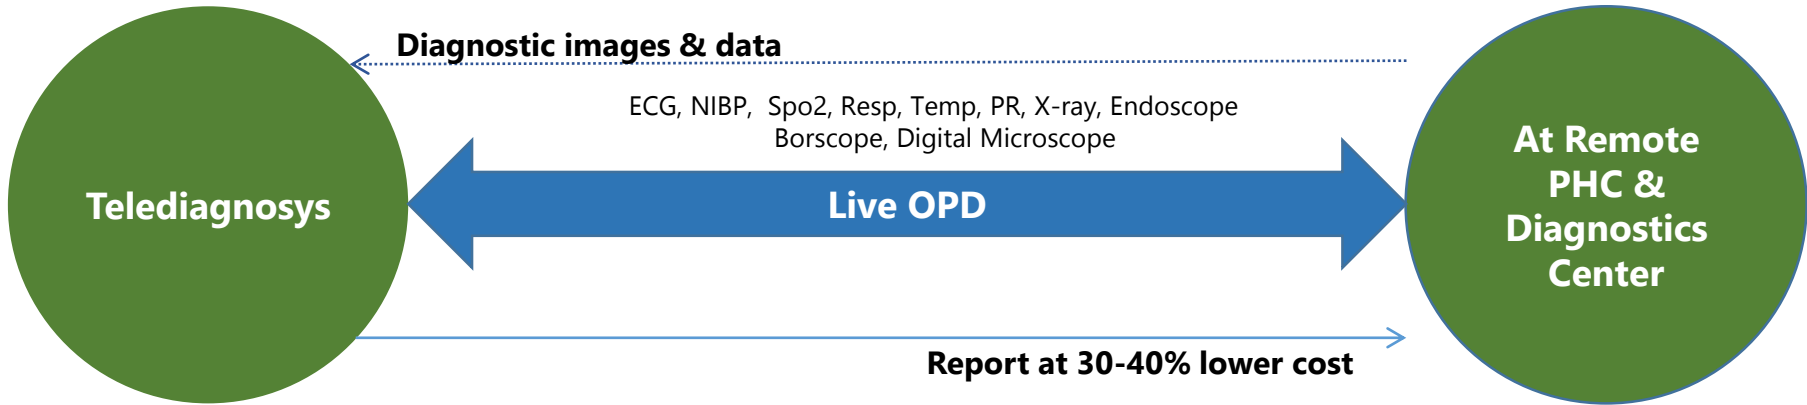 Diagnostic images & data
ECG, NIBP, Spo2, Resp, Temp, PR, X-ray, Endoscope
Borscope, Digital Microscope
Telediagnosys
Live OPD
At Remote
PHC &
Diagnostics
Center
Report at 30-40% lower cost